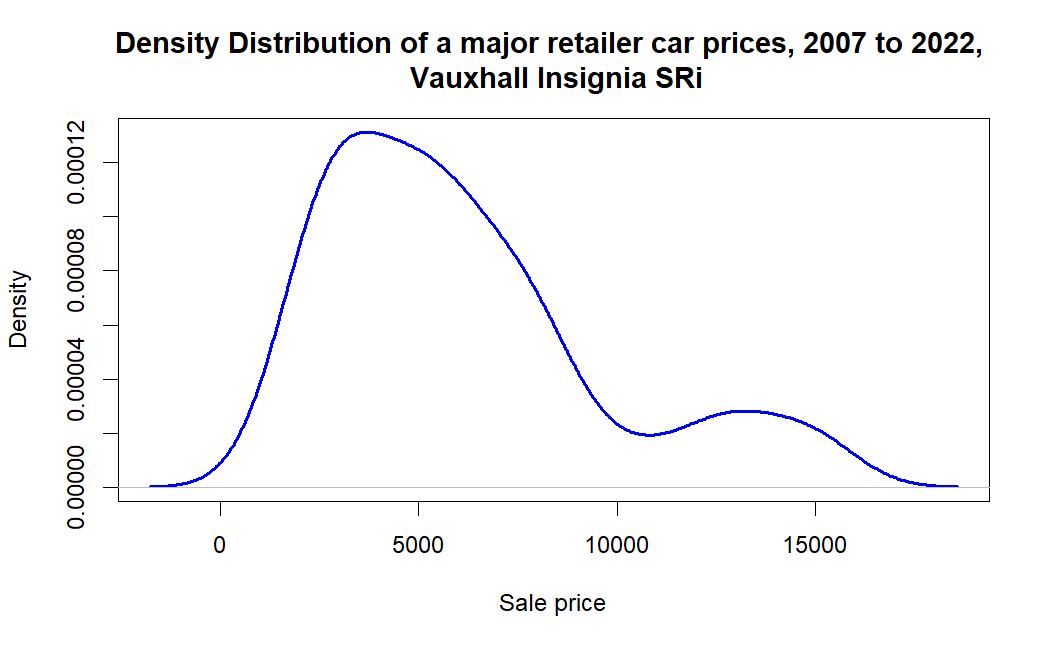 Density Distribution of a major retailer car prices, 2007 to 2022,
Vauxhall Insignia SRi
0.00012
0.00008
0.00004
0.00000
Density
0 5000 10000 15000
Sale price